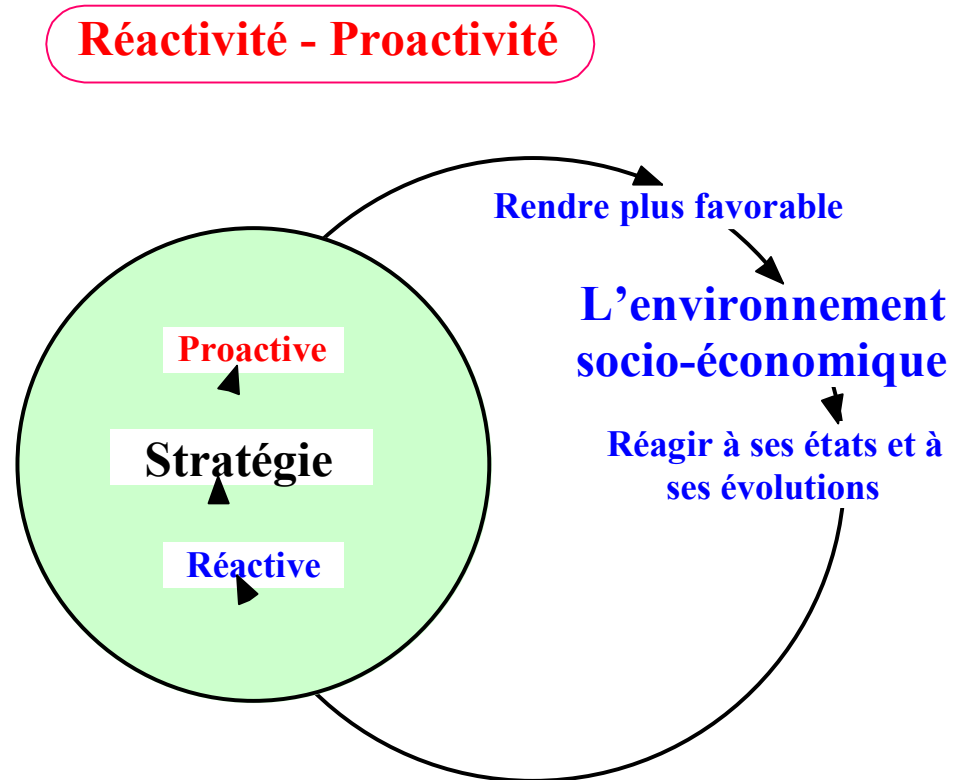 Réactivité - Proactivité
Rendre plus favorable
L’environnement
socio-économique
Réagir à ses états et à
ses évolutions
Proactive
Stratégie
Réactive